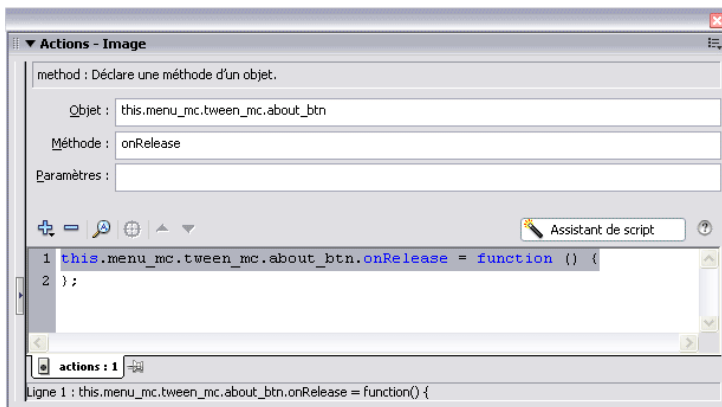 Actions - Image
method : Déclare une méthode d'un objet.
Objet : this.menu_mc.tween_mc.about_btn
Méthode : onRelease
Paramètres :
Assistant de script
1 this.menu_mc.tween_mc.about_btn.onRelease = function () {
2 };
actions : 1
Ligne 1 : this.menu_mc.tween_mc.about_btn.onRelease = function() {